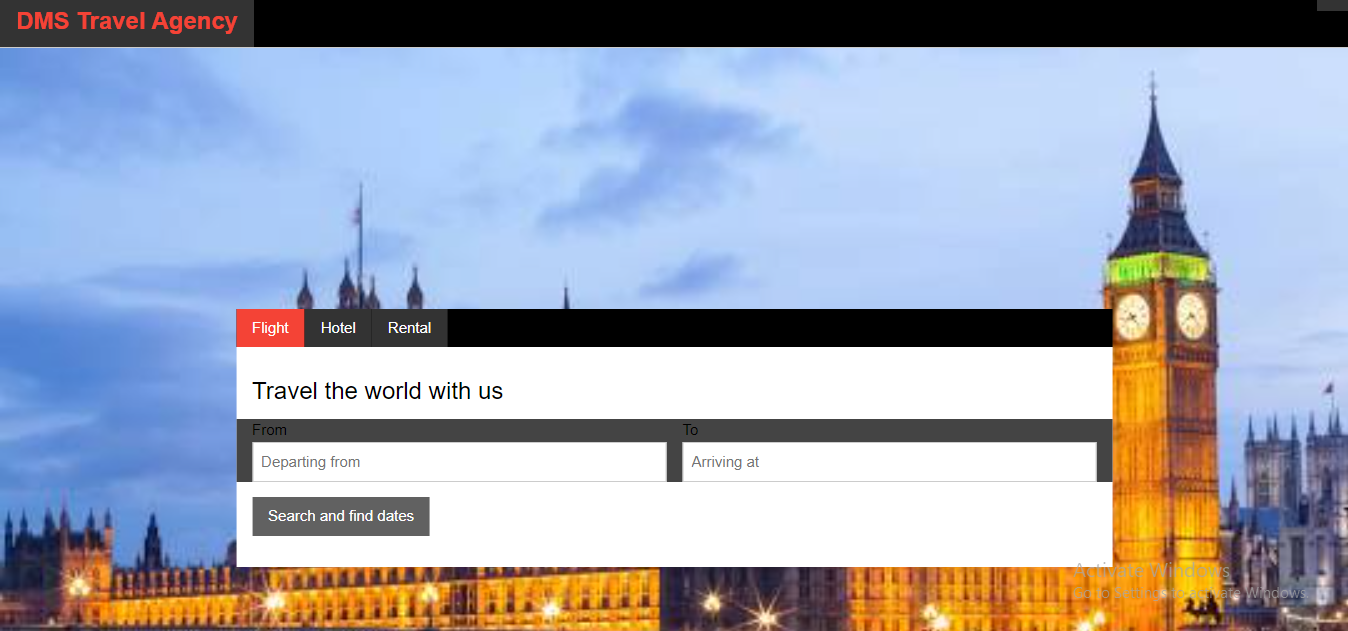 DMS Travel Agency
Flight Hotel Rental
Travel the world with us
From To
Departing from Arriving at
Search and find dates
Activate Windows
Go to Settings to activate Windows.